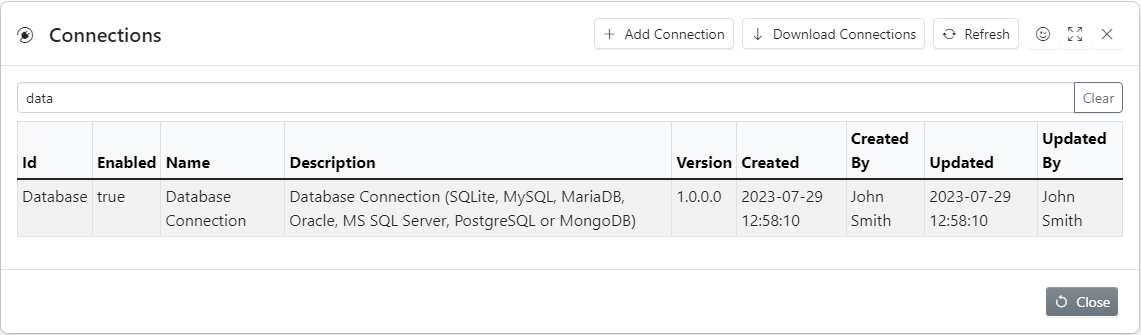 Connections
Add Connection
Download Connections
Refresh
data
Clear
Id Enabled Name Description Version Created Created By Updated Updated By
Database true Database Connection Database Connection (SQLite, MySQL, MariaDB, Oracle, MS SQL Server, PostgreSQL or MongoDB) 1.0.0.0 2023-07-29 12:58:10 John Smith 2023-07-29 12:58:10 John Smith
Close